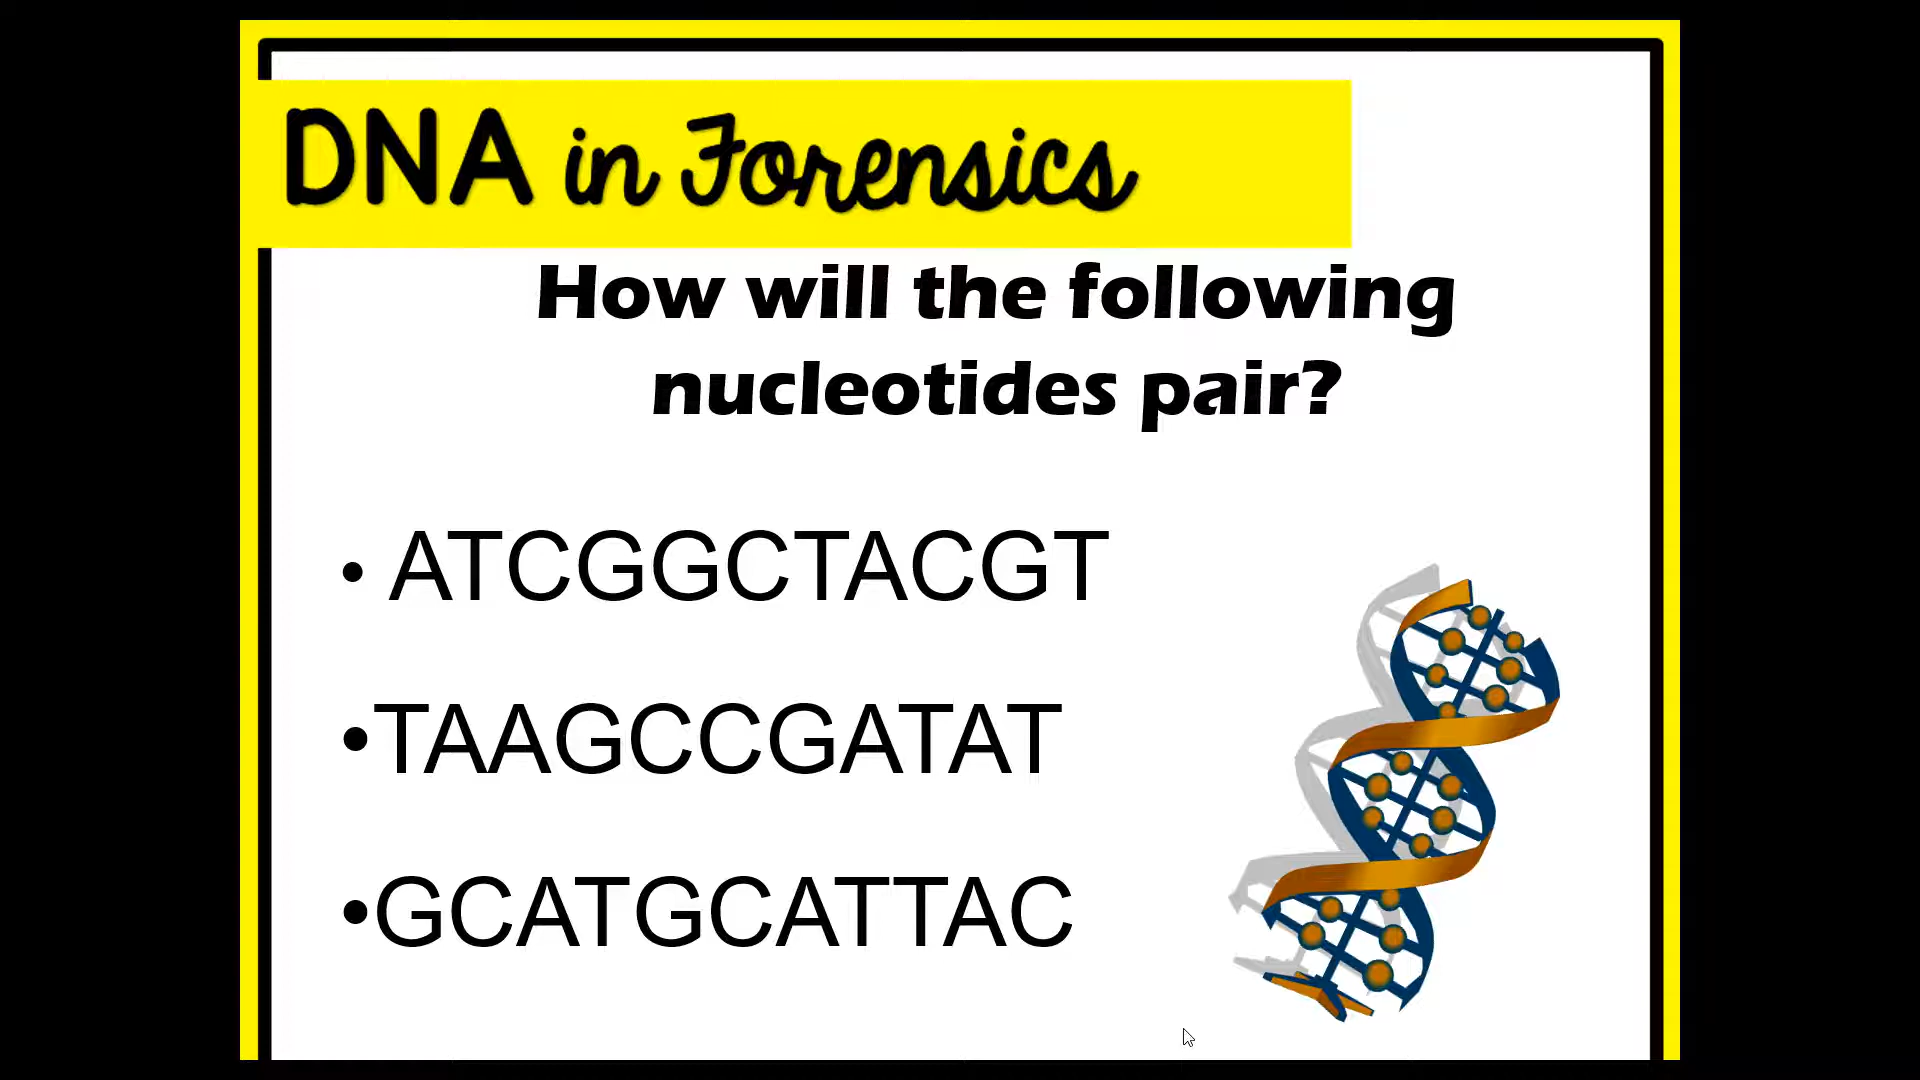 DNA in Forensics
How will the following
nucleotides pair?
• ATCGGCTACGT
•TAAGCCGATAT
•GCATGCATTAC